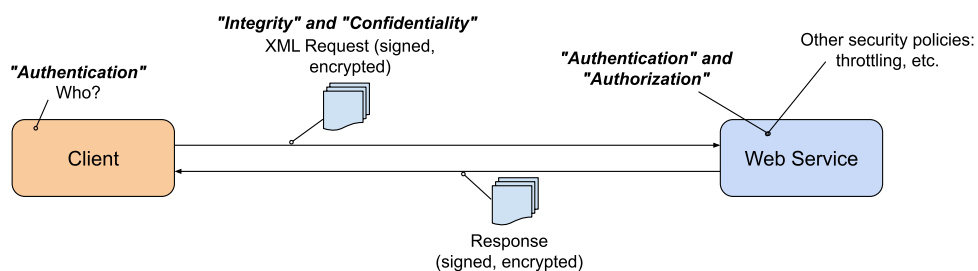 "Integrity" and "Confidentiality"
XML Request (signed,
encrypted)
"Authentication"
Who?
"Authentication" and
"Authorization"
Other security policies:
throttling, etc.
Client
Web Service
Response
(signed, encrypted)